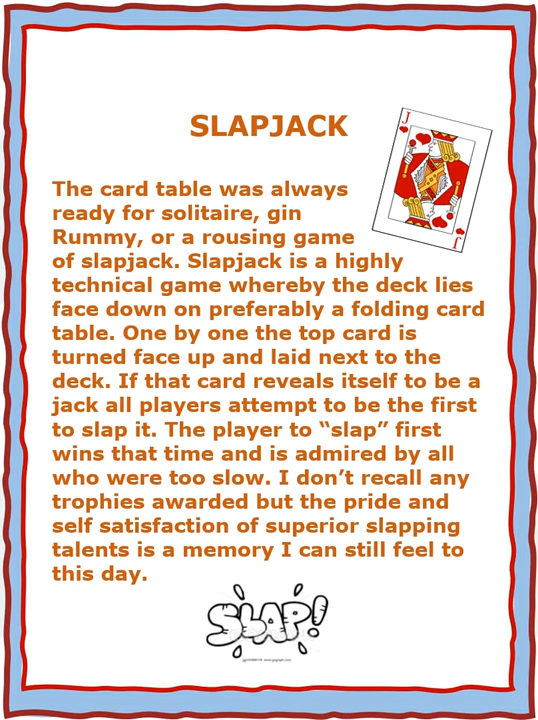 SLAPJACK
J
The card table was always
ready for solitaire, gin
Rummy, or a rousing game
of slapjack. Slapjack is a highly
technical game whereby the deck lies
face down on preferably a folding card
table. One by one the top card is
turned face up and laid next to the
deck. If that card reveals itself to be a
jack all players attempt to be the first
to slap it. The player to “slap” first
wins that time and is admired by all
who were too slow. I don’t recall any
trophies awarded but the pride and
self satisfaction of superior slapping
talents is a memory I can still feel to
this day.
J
SLAP!